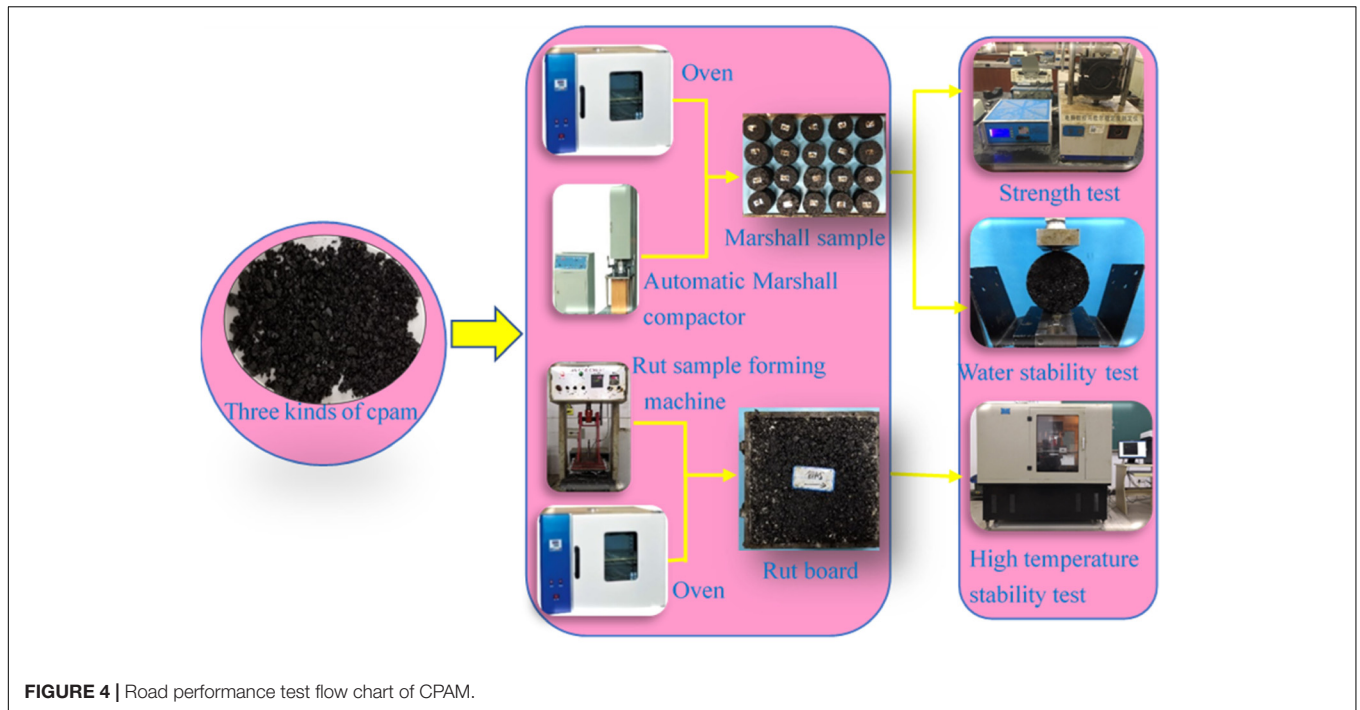 Oven
Marshall sample
Automatic Marshall
compactor
Three kinds of cpam
Rut sample forming
machine
Rut board
Oven
Strength test
Water stability test
High temperature
stability test
FIGURE 4 | Road performance test flow chart of CPAM.